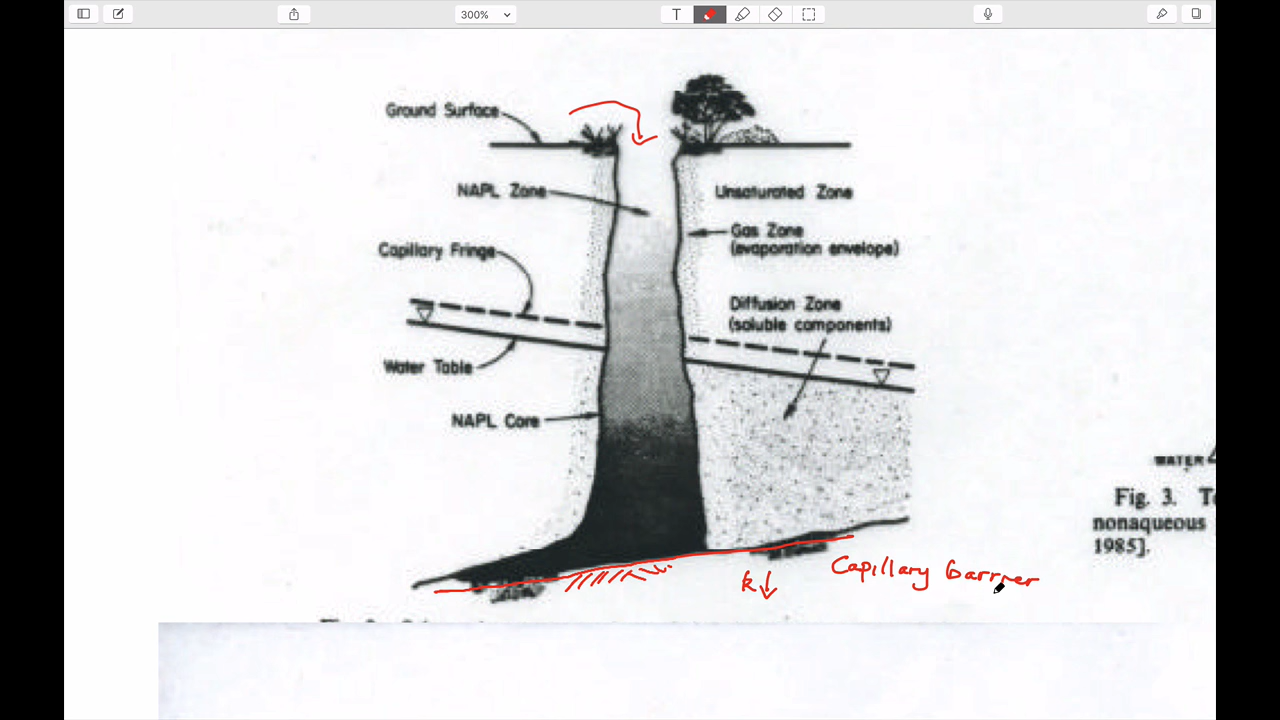 300%
T
Ground Surface
NAPL Zone
Unsaturated Zone
Gas Zone
(evaporation envelope)
Capillary Fringe
Diffusion Zone
(soluble components)
Water Table
NAPL Core
WATER
Fig. 3. T
nonaqueous
1985].
k↓
Capillary barrier